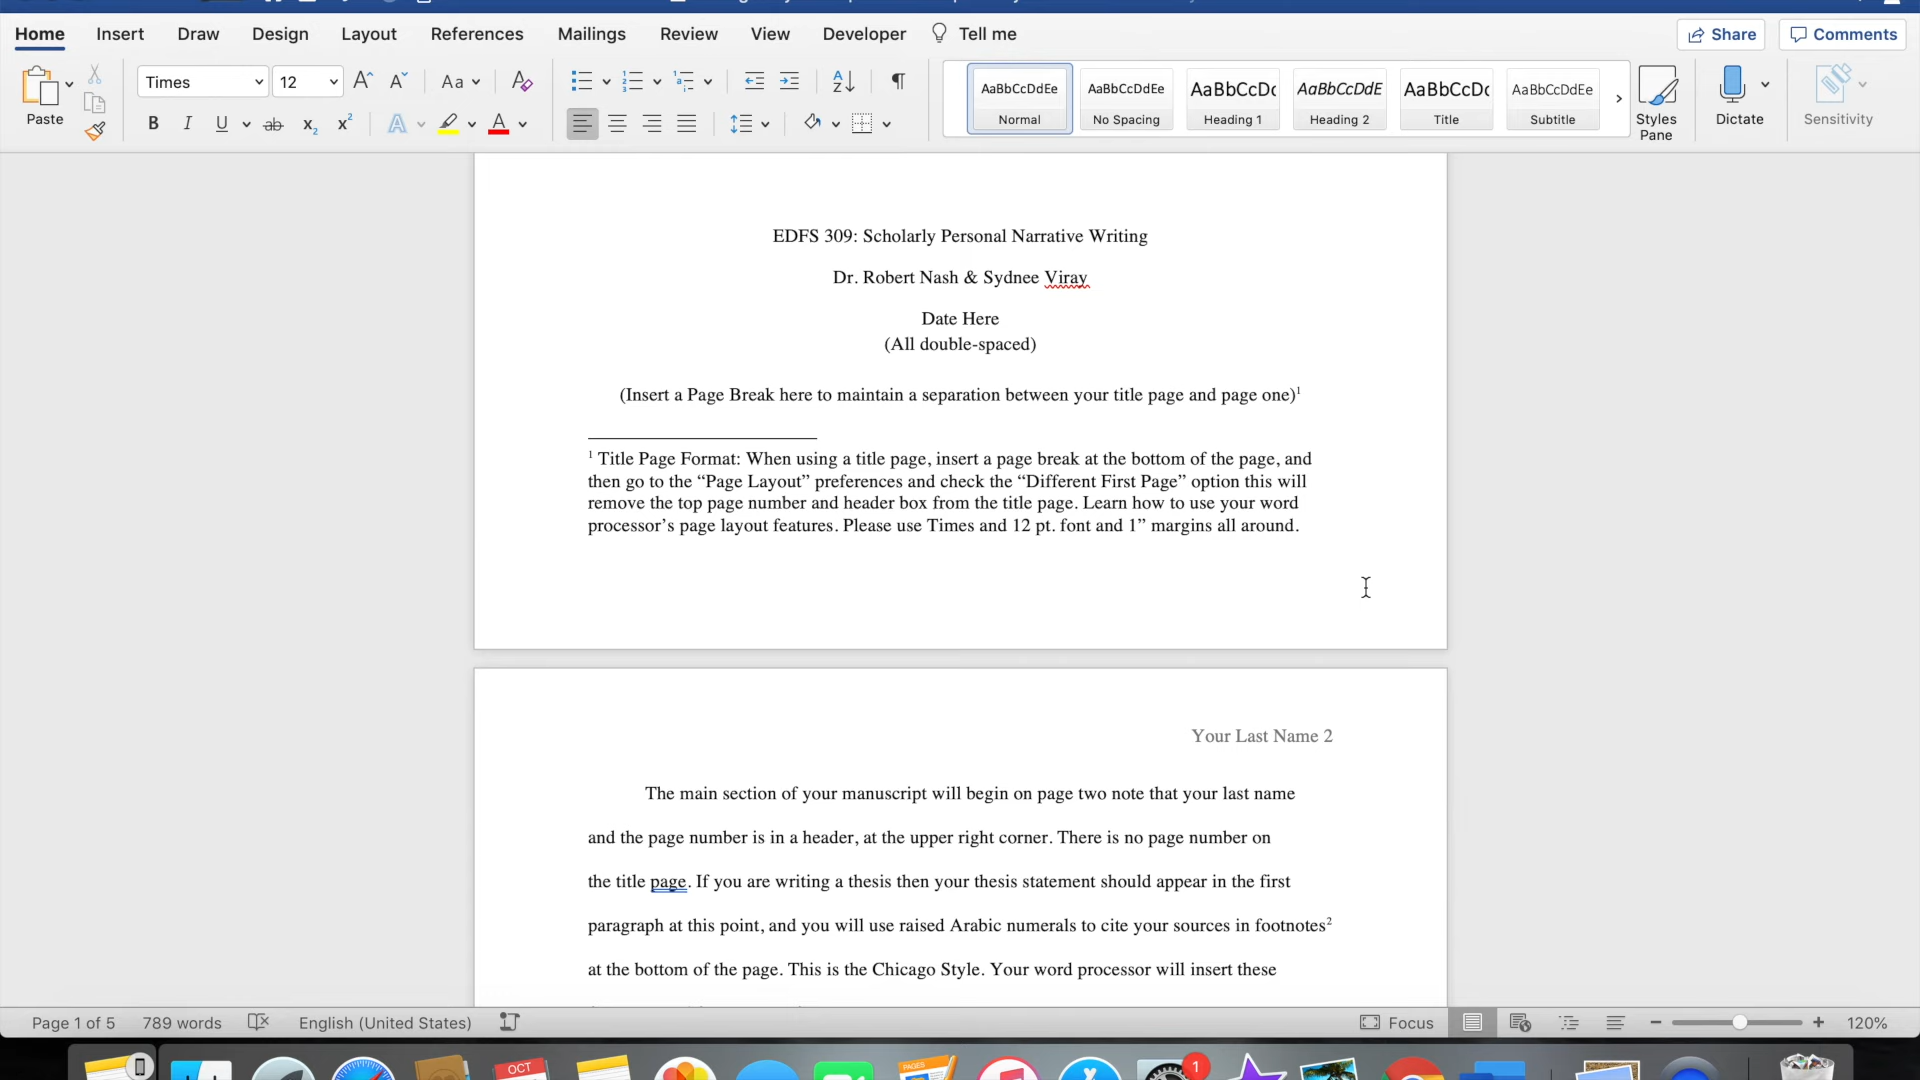 Home Insert Draw Design Layout References Mailings Review View Developer Tell me Share Comments
Times 12 Aa
AaBbCcDdEe AaBbCcDdEe AaBbCcDc AaBbCcDdE AaBbCcDc AaBbCcDdEe
Paste
B I U ab x2 x2 A A
Normal No Spacing Heading 1 Heading 2 Title Subtitle Styles Pane Dictate Sensitivity
EDFS 309: Scholarly Personal Narrative Writing
Dr. Robert Nash & Sydnee Viray
Date Here
(All double-spaced)
(Insert a Page Break here to maintain a separation between your title page and page one)1
1 Title Page Format: When using a title page, insert a page break at the bottom of the page, and
then go to the “Page Layout” preferences and check the “Different First Page” option this will
remove the top page number and header box from the title page. Learn how to use your word
processor’s page layout features. Please use Times and 12 pt. font and 1” margins all around.
Your Last Name 2
The main section of your manuscript will begin on page two note that your last name
and the page number is in a header, at the upper right corner. There is no page number on
the title page. If you are writing a thesis then your thesis statement should appear in the first
paragraph at this point, and you will use raised Arabic numerals to cite your sources in footnotes2
at the bottom of the page. This is the Chicago Style. Your word processor will insert these
Page 1 of 5 789 words English (United States) Focus 120%
OCT
PAGES
1